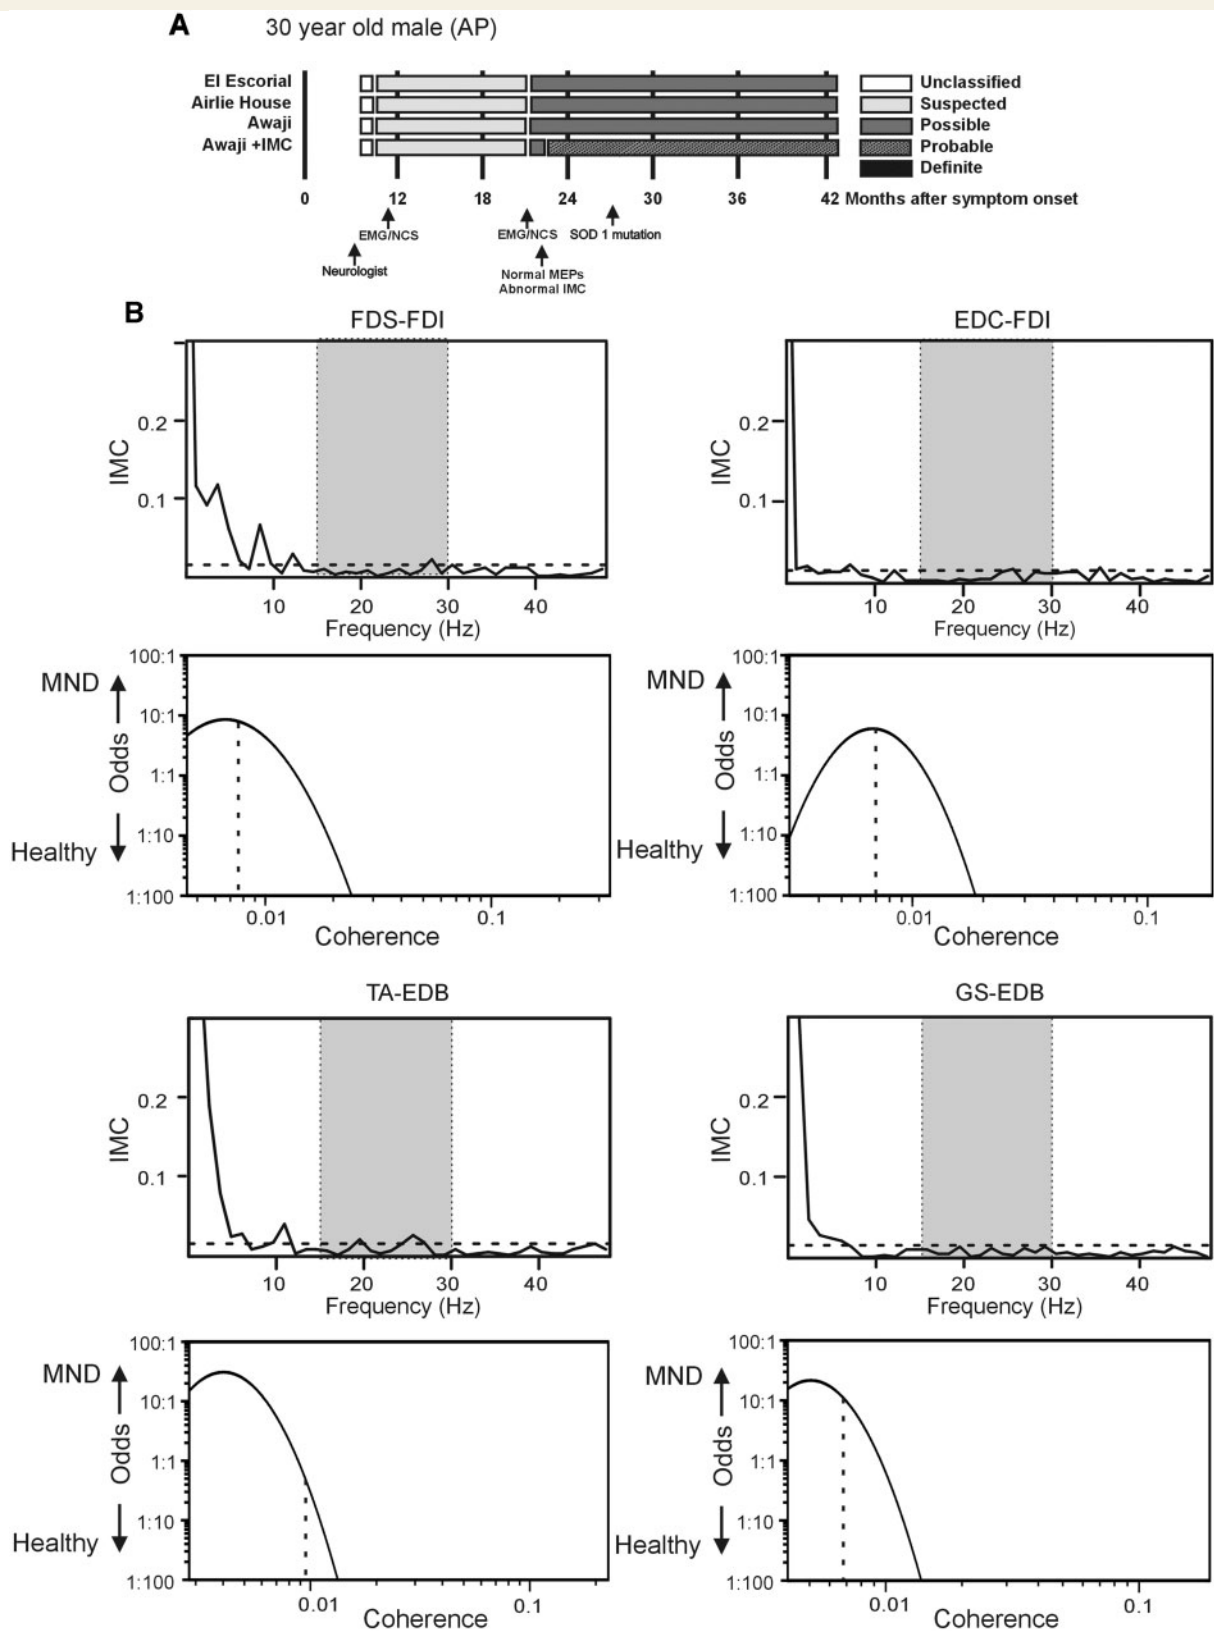 A 30 year old male (AP)
El Escorial
Airlie House
Awaji
Awaji +IMC
Unclassified
Suspected
Possible
Probable
Definite
0 12 18 24 30 36 42 Months after symptom onset
EMG/NCS EMG/NCS SOD 1 mutation
Neurologist
Normal MEPs
Abnormal IMC
B
FDS-FDI
IMC
0.2
0.1
10 20 30 40
Frequency (Hz)
EDC-FDI
IMC
0.2
0.1
10 20 30 40
Frequency (Hz)
MND
Odds
Healthy
100:1
10:1
1:1
1:10
1:100
0.01 0.1
Coherence
MND
Odds
Healthy
100:1
10:1
1:1
1:10
1:100
0.01 0.1
Coherence
TA-EDB
IMC
0.2
0.1
10 20 30 40
Frequency (Hz)
GS-EDB
IMC
0.2
0.1
10 20 30 40
Frequency (Hz)
MND
Odds
Healthy
100:1
10:1
1:1
1:10
1:100
0.01 0.1
Coherence
MND
Odds
Healthy
100:1
10:1
1:1
1:10
1:100
0.01 0.1
Coherence